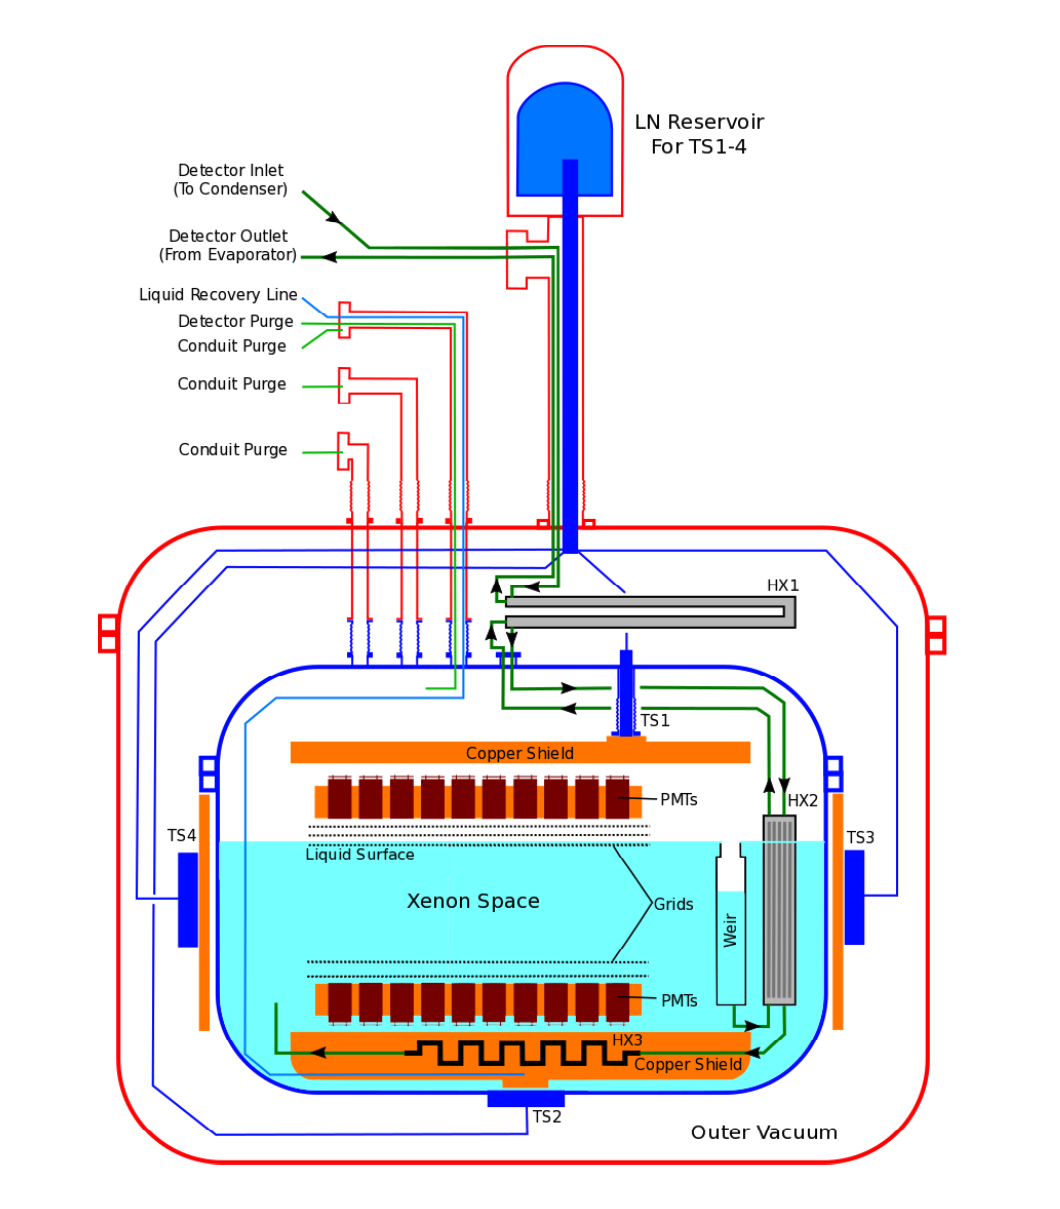 LN Reservoir
For TS1-4
Detector Inlet
(To Condenser)
Detector Outlet
(From Evaporator)
Liquid Recovery Line
Detector Purge
Conduit Purge
Conduit Purge
Conduit Purge
HX1
TS1
Copper Shield
PMTs
HX2
TS4
TS3
Liquid Surface
Xenon Space
Grids
Weir
PMTs
HX3
Copper Shield
TS2
Outer Vacuum